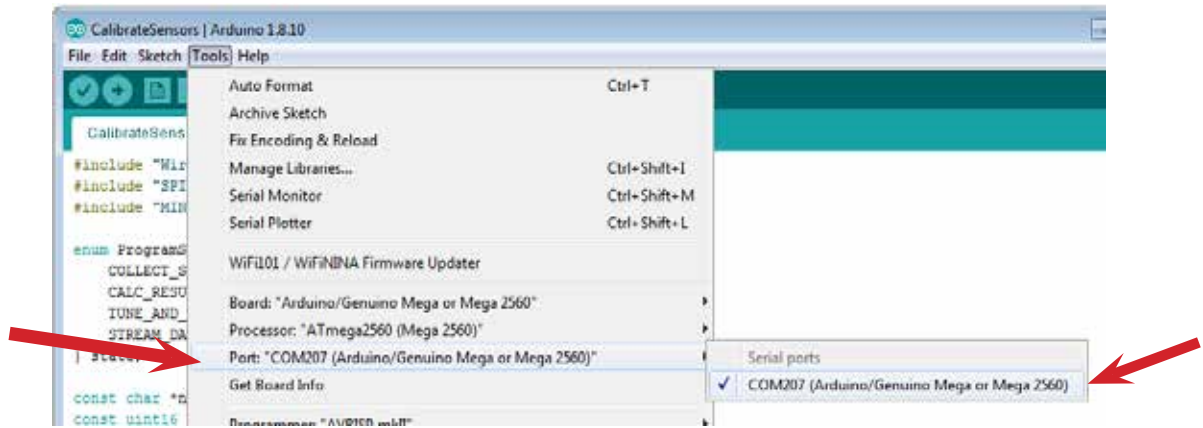 CalibrateSensors | Arduino 1.8.10
File Edit Sketch Tools Help
Auto Format Ctrl+T
Archive Sketch
CalibrateSens
Fix Encoding & Reload
#include "Wir
Manage Libraries... Ctrl+Shift+I
#include "SPI
Serial Monitor Ctrl+Shift+M
#include "MIN
Serial Plotter Ctrl+Shift+L
enum ProgramS
WiFi101 / WiFiNINA Firmware Updater
COLLECT_S
CALC_RESU
Board: "Arduino/Genuino Mega or Mega 2560"
TUNE_AND_
Processor: "ATmega2560 (Mega 2560)"
STREAM_DA
Port: "COM207 (Arduino/Genuino Mega or Mega 2560)" Serial ports
Get Board Info ✓ COM207 (Arduino/Genuino Mega or Mega 2560)
const char *n
const uint16
Programmer: "AVRISP mkII"